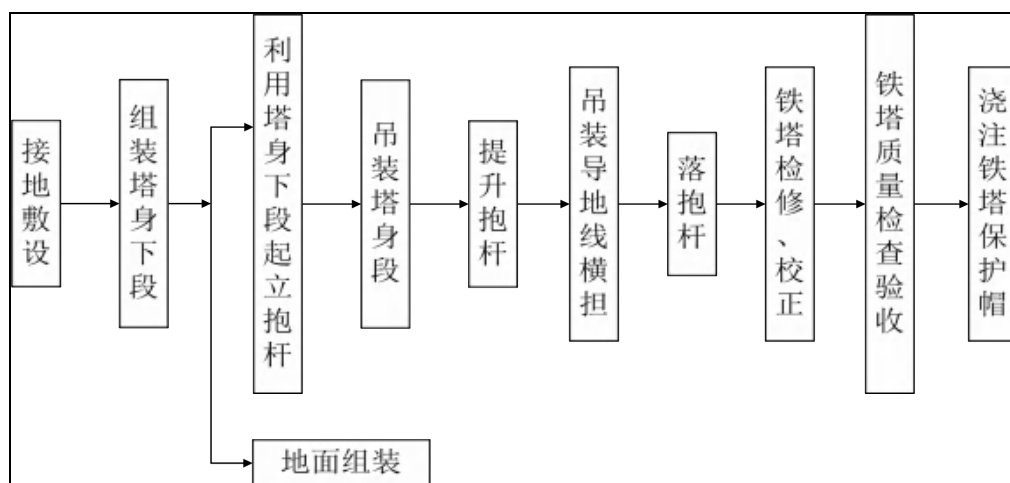 接地敷设
组装塔身下段
利用塔身下段起立抱杆
吊装塔身段
提升抱杆
吊装导地线横担
落抱杆
铁塔检修、校正
铁塔质量检查验收
浇注铁塔保护帽
地面组装